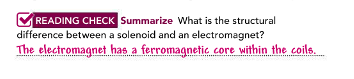 READING CHECK Summarize What is the structural
difference between a solenoid and an electromagnet?
The electromagnet has a ferromagnetic core within the coils.